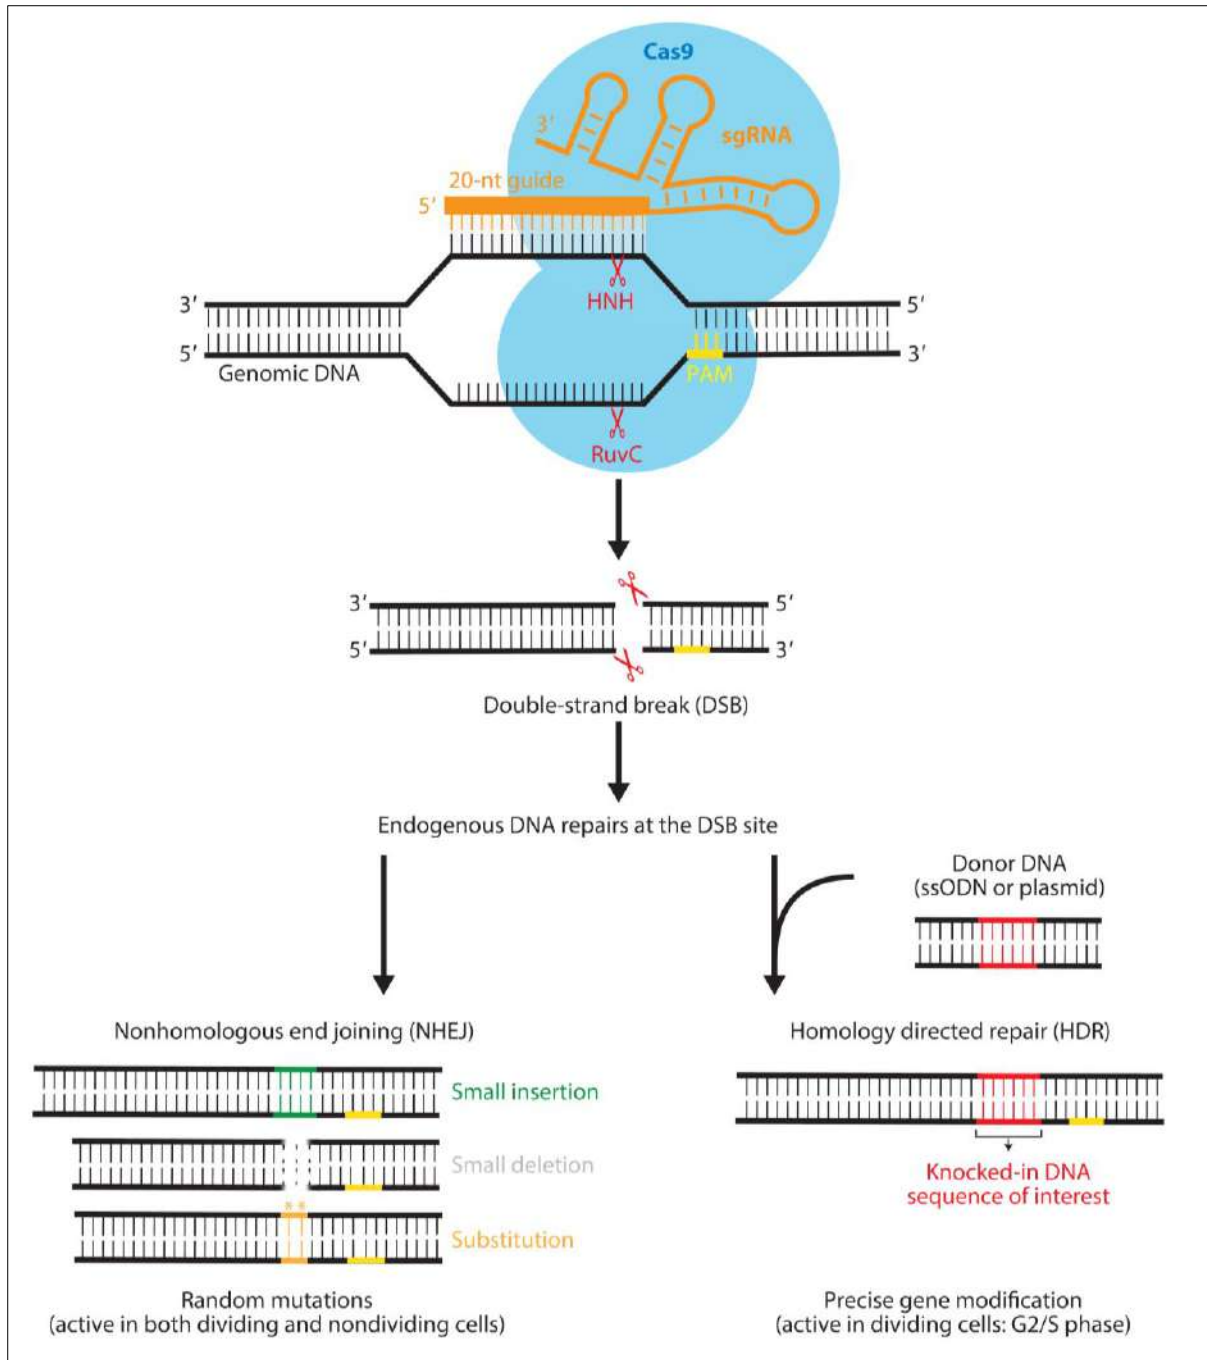 Cas9
3′
sgRNA
20-nt guide
5′
HNH
3′
5′
5′
3′
Genomic DNA
PAM
RuvC
3′
5′
5′
3′
Double-strand break (DSB)
Endogenous DNA repairs at the DSB site
Donor DNA
(ssODN or plasmid)
Nonhomologous end joining (NHEJ)
Small insertion
Small deletion
Substitution
Random mutations
(active in both dividing and nondividing cells)
Homology directed repair (HDR)
Knocked-in DNA
sequence of interest
Precise gene modification
(active in dividing cells: G2/S phase)